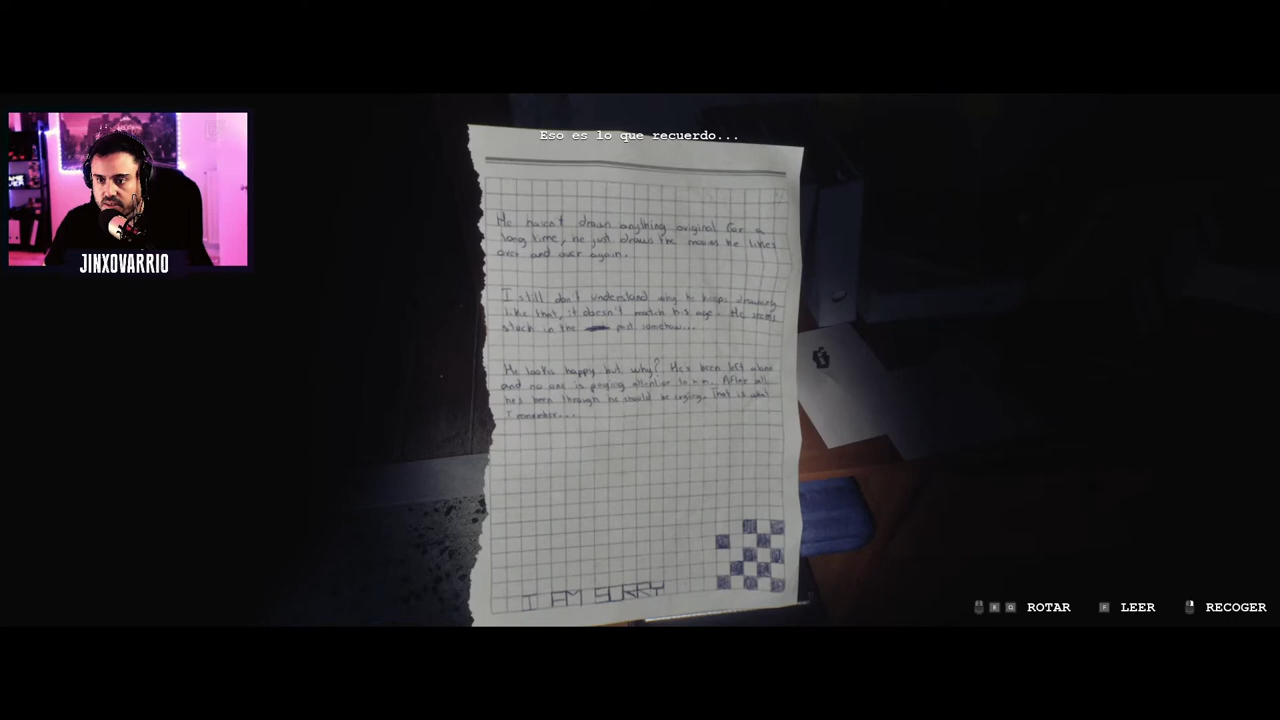 Eso es lo que recuerdo...
He hasn't drawn anything original for a
long time, he just draws the movies he likes
over and over again.
I still don't understand why he keeps drawing
like that, it doesn't match his age. He seems
stuck in the past somehow...
He looks happy but why? He's been left alone
and no one is paying attention to him. After all
he's been through he should be crying. That is what
I remember...
I AM SORRY
JINXOVARRIO
R Q ROTAR
F LEER
RECOGER